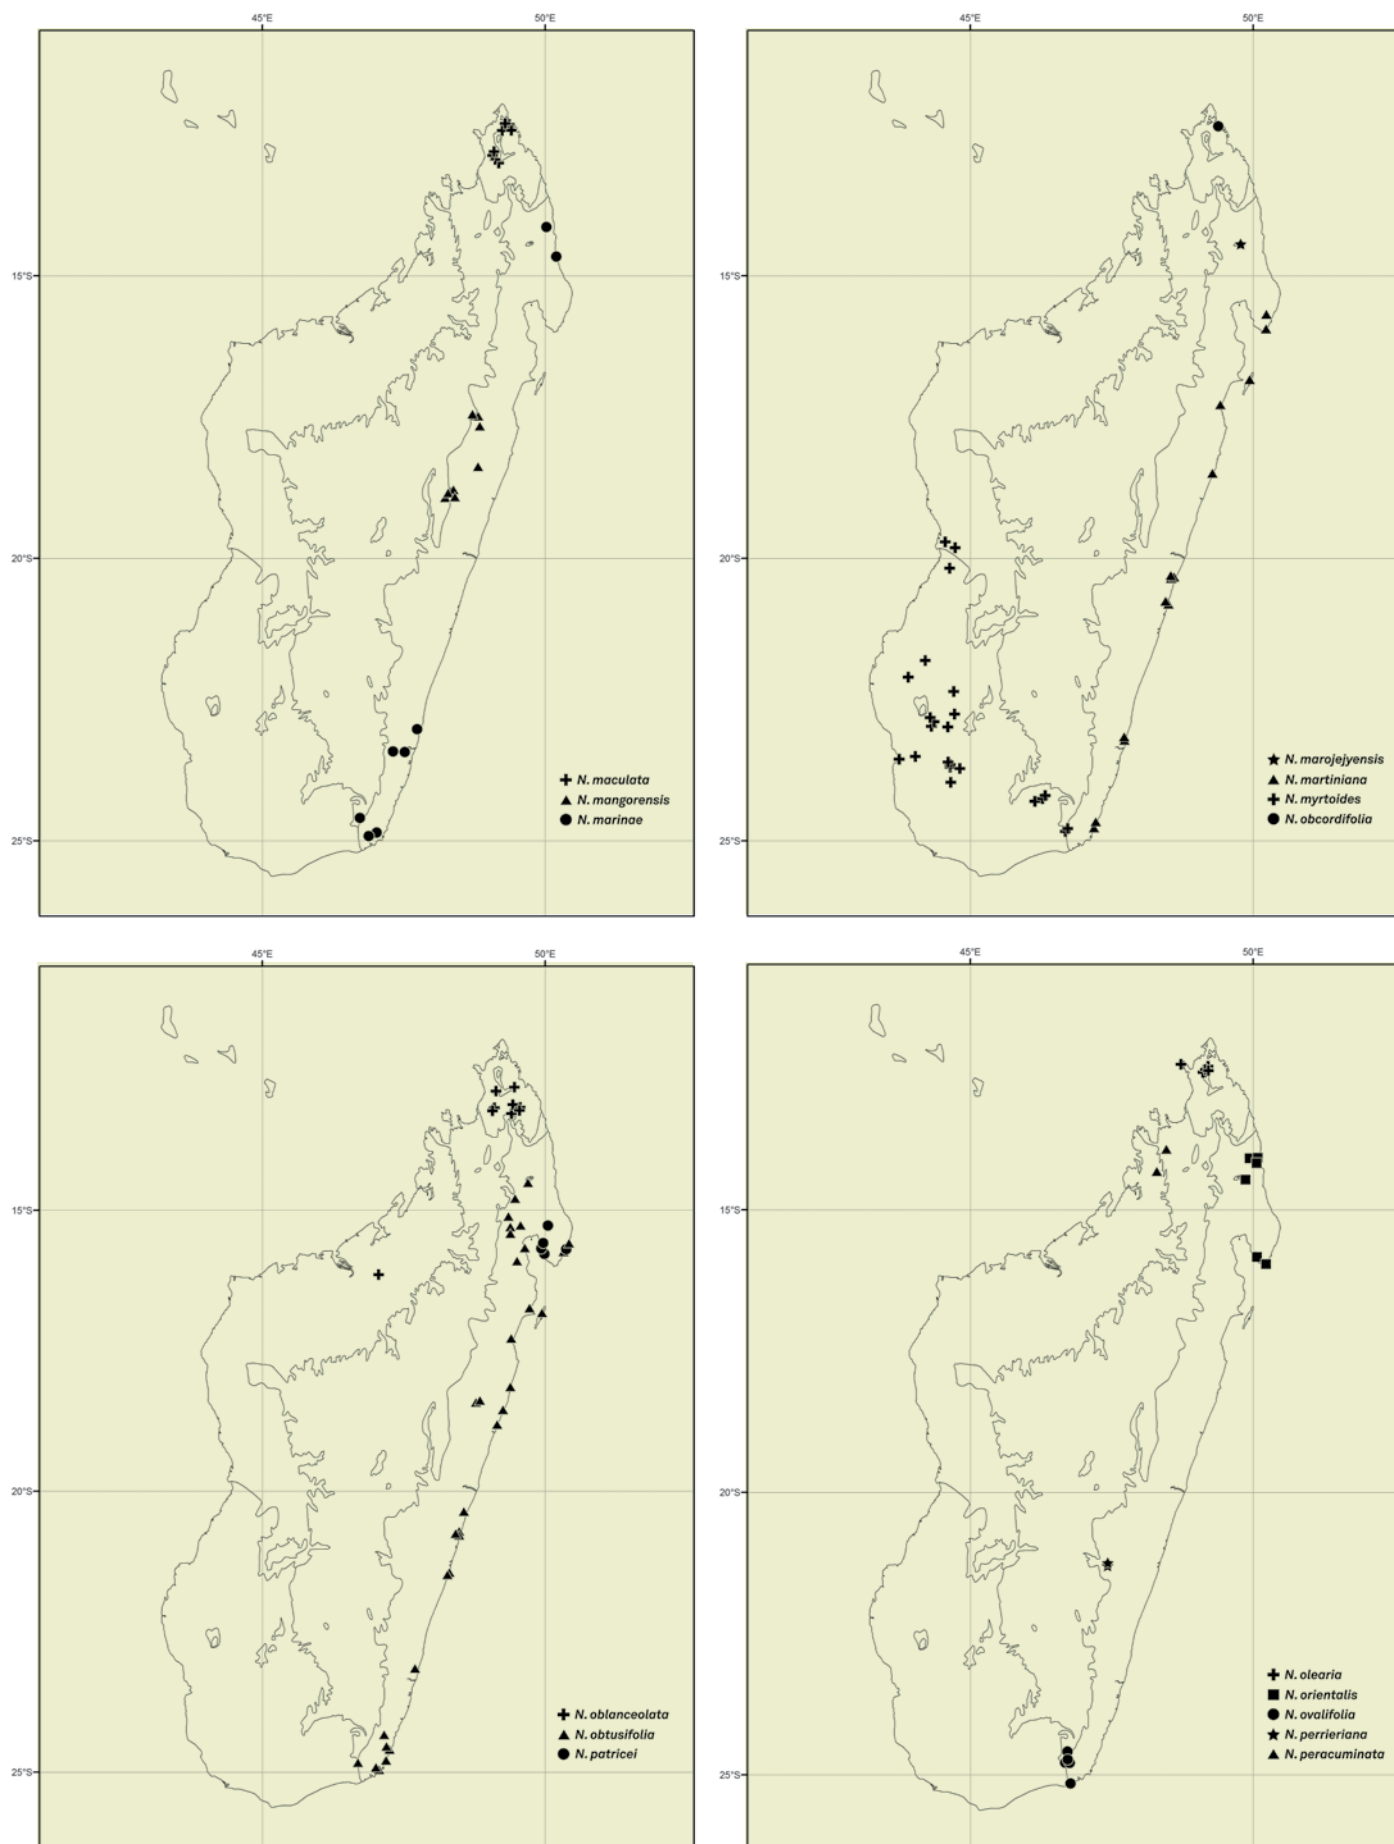 45°E 50°E
15°S
20°S
25°S
N. maculata
N. mangorensis
N. marinae
45°E 50°E
15°S
20°S
25°S
N. marojejyensis
N. martiniana
N. myrtoides
N. obcordifolia
45°E 50°E
15°S
20°S
25°S
N. oblanceolata
N. obtusifolia
N. patricei
45°E 50°E
15°S
20°S
25°S
N. olearia
N. orientalis
N. ovalifolia
N. perrieriana
N. peracuminata